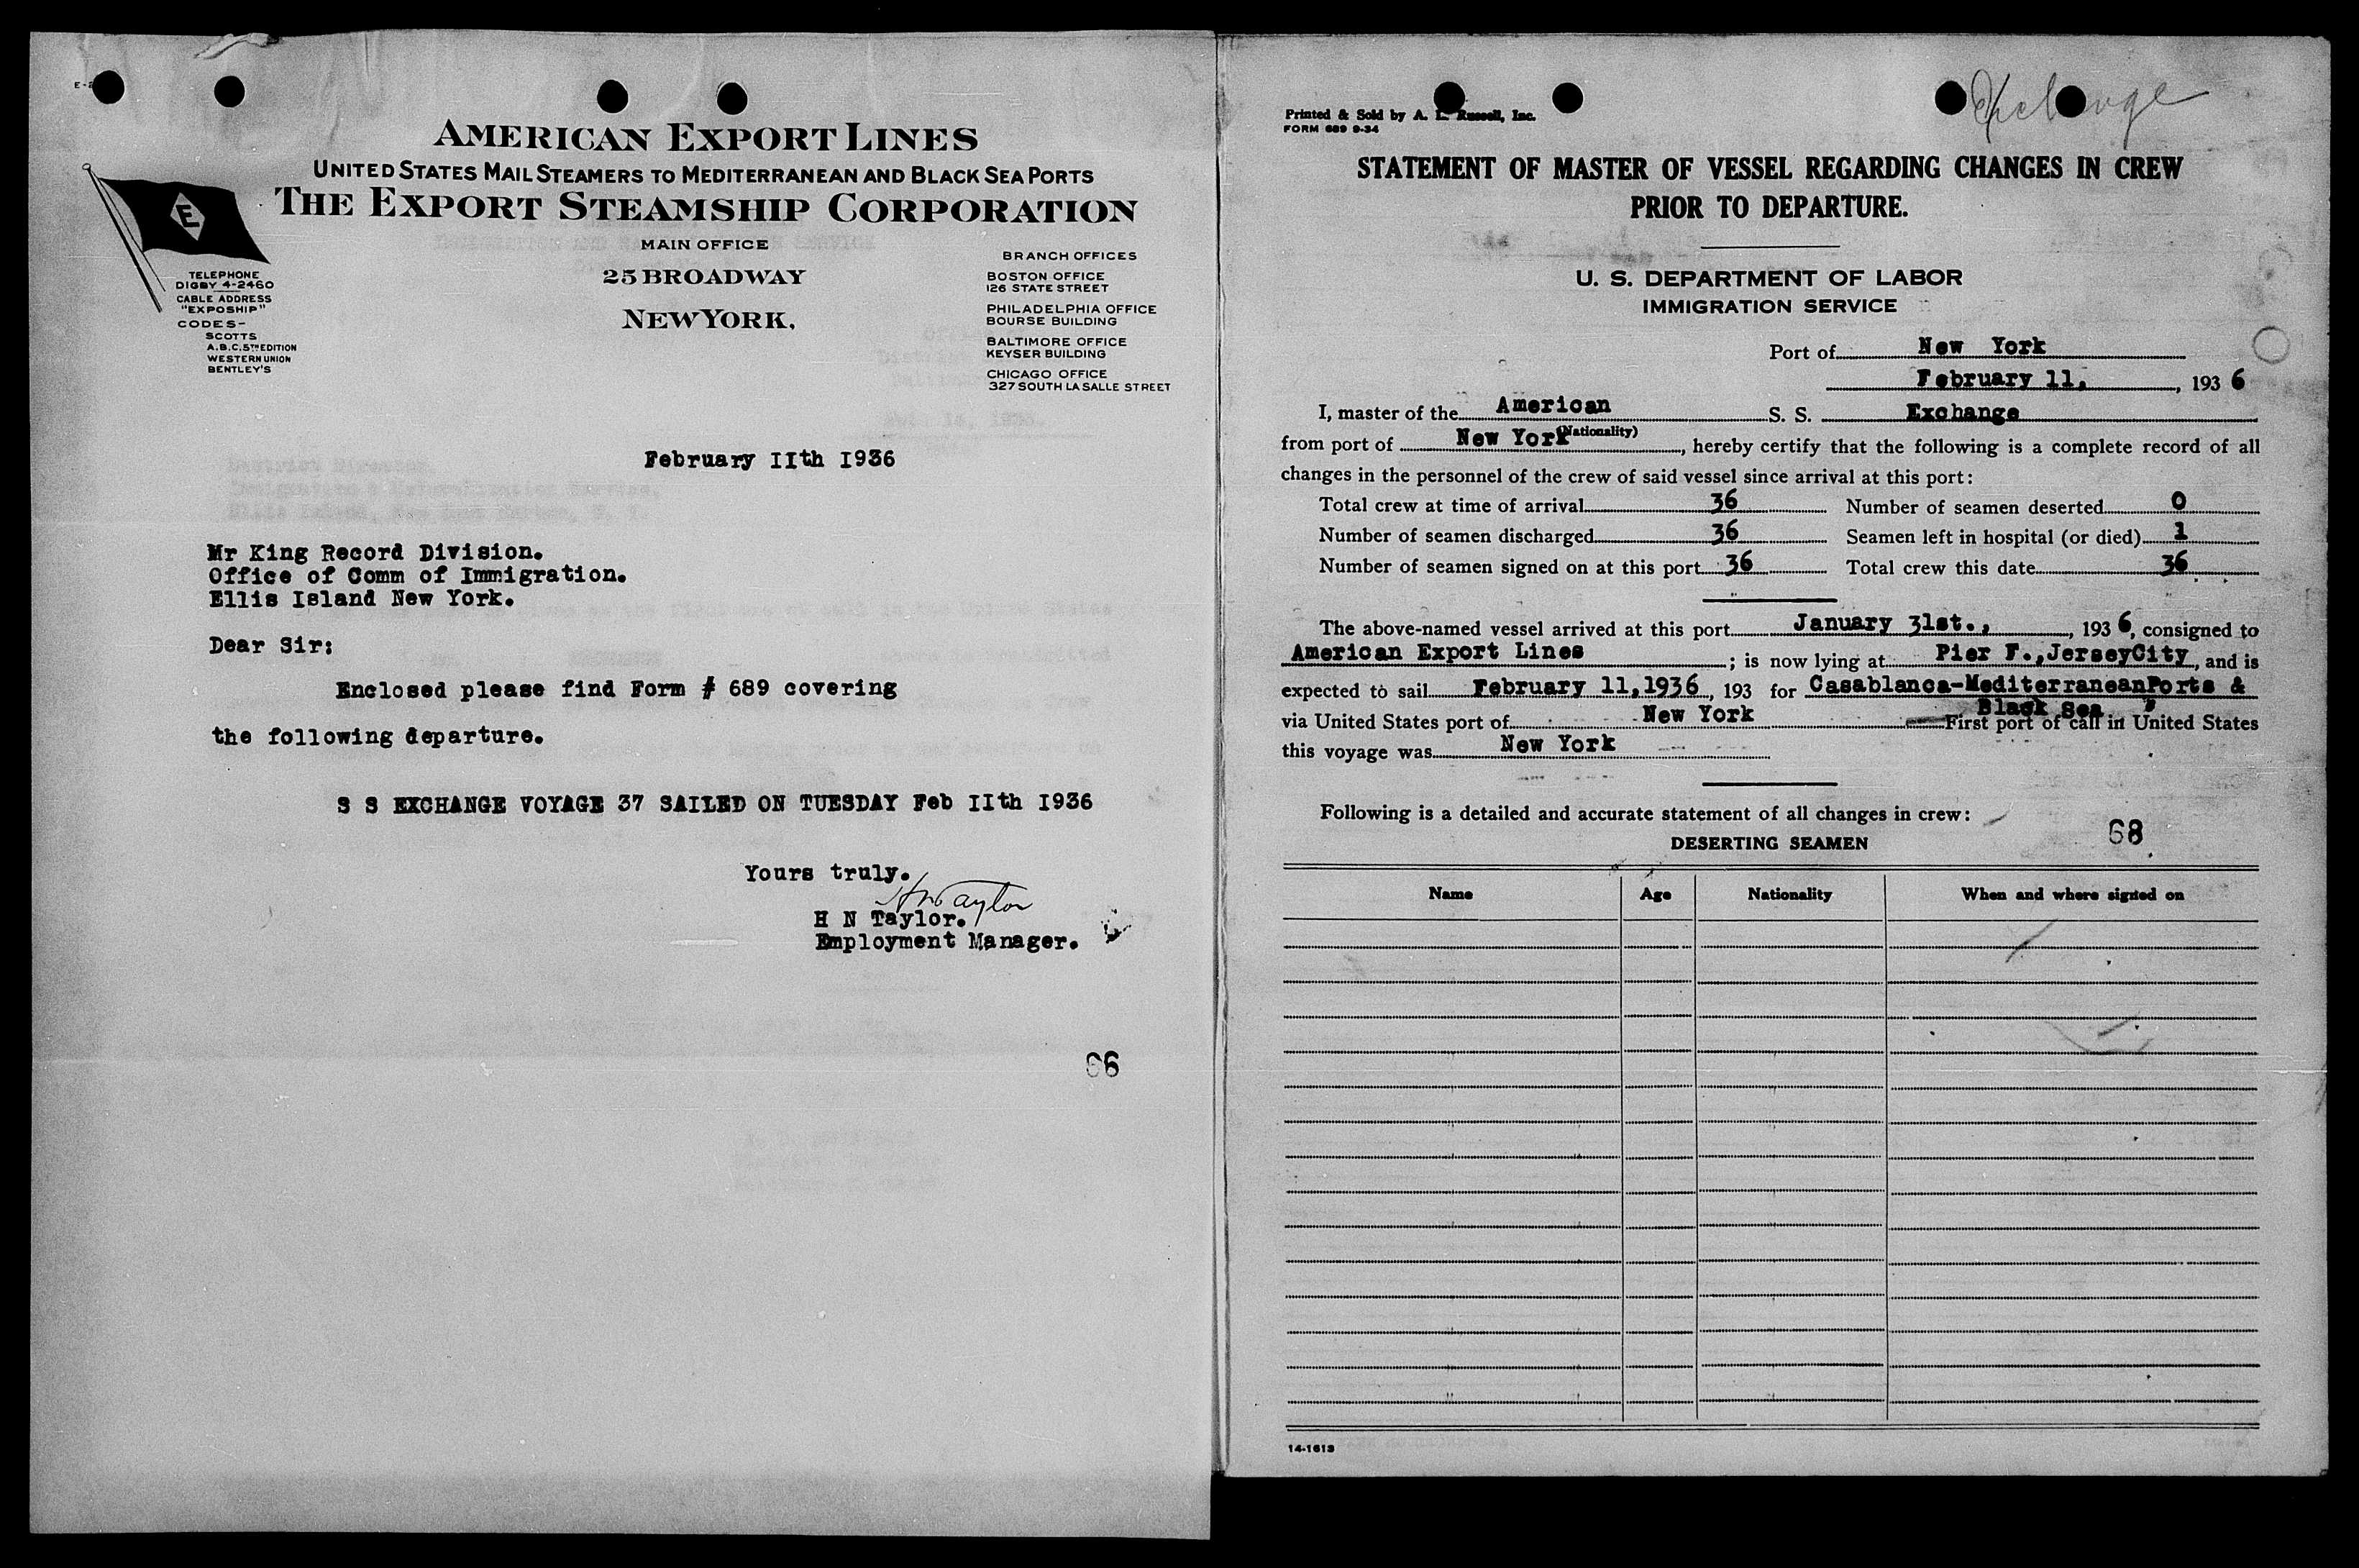 E-2
AMERICAN EXPORT LINES
UNITED STATES MAIL STEAMERS TO MEDITERRANEAN AND BLACK SEA PORTS
THE EXPORT STEAMSHIP CORPORATION
E
MAIN OFFICE
25 BROADWAY
NEW YORK,
TELEPHONE
DIGBY 4-2460
CABLE ADDRESS
"EXPOSHIP"
CODES-
SCOTTS
A.B.C. 5TH EDITION
WESTERN UNION
BENTLEY'S
BRANCH OFFICES
BOSTON OFFICE
126 STATE STREET
PHILADELPHIA OFFICE
BOURSE BUILDING
BALTIMORE OFFICE
KEYSER BUILDING
CHICAGO OFFICE
327 SOUTH LA SALLE STREET
February IIth I936
Mr King Record Division.
Office of Comm of Immigration.
Ellis Island New York.
Dear Sir:
Enclosed please find Form # 689 covering
the following departure.
S S EXCHANGE VOYAGE 37 SAILED ON TUESDAY Feb IIth I936
Yours truly.
H N Taylor
H N Taylor.
Employment Manager.
66
Exchange
Printed & Sold by A. L. Russell, Inc.
FORM 689 9-34
STATEMENT OF MASTER OF VESSEL REGARDING CHANGES IN CREW
PRIOR TO DEPARTURE.
U. S. DEPARTMENT OF LABOR
IMMIGRATION SERVICE
Port of New York
February 11, , 193 6
I, master of the American S. S. Exchange
(Nationality)
from port of New York , hereby certify that the following is a complete record of all
changes in the personnel of the crew of said vessel since arrival at this port:
Total crew at time of arrival 36 Number of seamen deserted 0
Number of seamen discharged 36 Seamen left in hospital (or died) 1
Number of seamen signed on at this port 36 Total crew this date 36
The above-named vessel arrived at this port January 31st., , 193 6, consigned to
American Export Lines ; is now lying at Pier F.,JerseyCity , and is
expected to sail February 11,1936 , 193 for Casablanca-MediterraneanPorts &
Black Sea "
via United States port of New York First port of call in United States
this voyage was New York
Following is a detailed and accurate statement of all changes in crew:
68
DESERTING SEAMEN
Name Age Nationality When and where signed on
14-1613